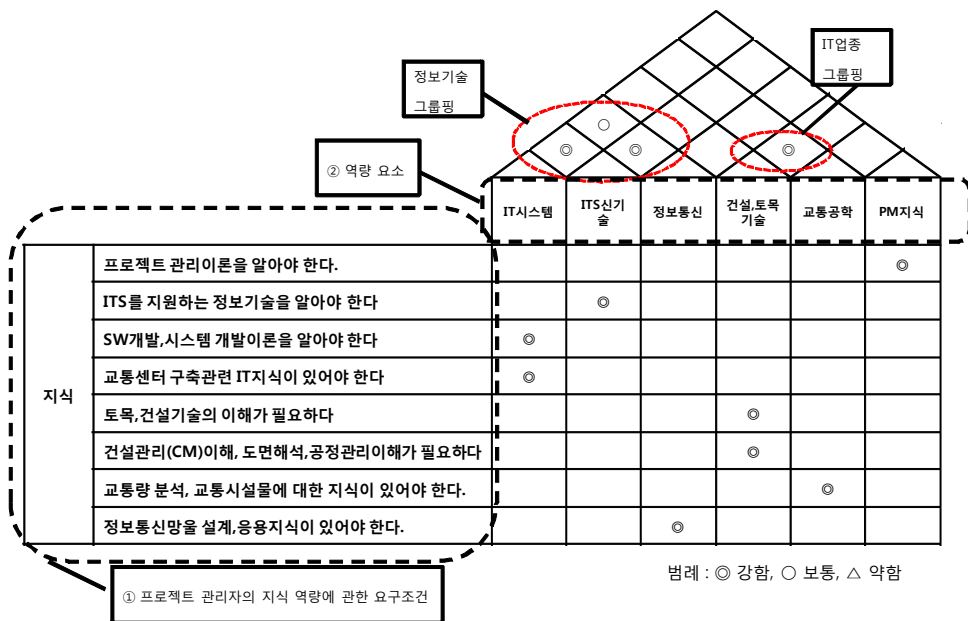 정보기술
그룹핑
IT업종
그룹핑
○
◎ ◎ ◎
② 역량 요소
IT시스템
ITS신기
술
정보통신
건설,토목
기술
교통공학
PM지식
지식
프로젝트 관리이론을 알아야 한다. ◎
ITS를 지원하는 정보기술을 알아야 한다 ◎
SW개발,시스템 개발이론을 알아야 한다 ◎
교통센터 구축관련 IT지식이 있어야 한다 ◎
토목,건설기술의 이해가 필요하다 ◎
건설관리(CM)이해, 도면해석,공정관리이해가 필요하다 ◎
교통량 분석, 교통시설물에 대한 지식이 있어야 한다. ◎
정보통신망울 설계,응용지식이 있어야 한다. ◎
범례 : ◎ 강함, ○ 보통, △ 약함
① 프로젝트 관리자의 지식 역량에 관한 요구조건